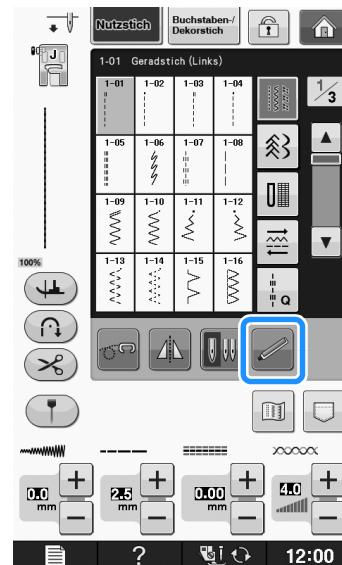 Nutzstich
Buchstaben-/
Dekorstich
J
1-01 Geradstich (Links)
1/3
1-01 1-02 1-03 1-04
1-05 1-06 1-07 1-08
1-09 1-10 1-11 1-12
1-13 1-14 1-15 1-16
Q
100%
0.0 mm
2.5 mm
0.00 mm
4.0
+ + + +
− − − −
? 12:00